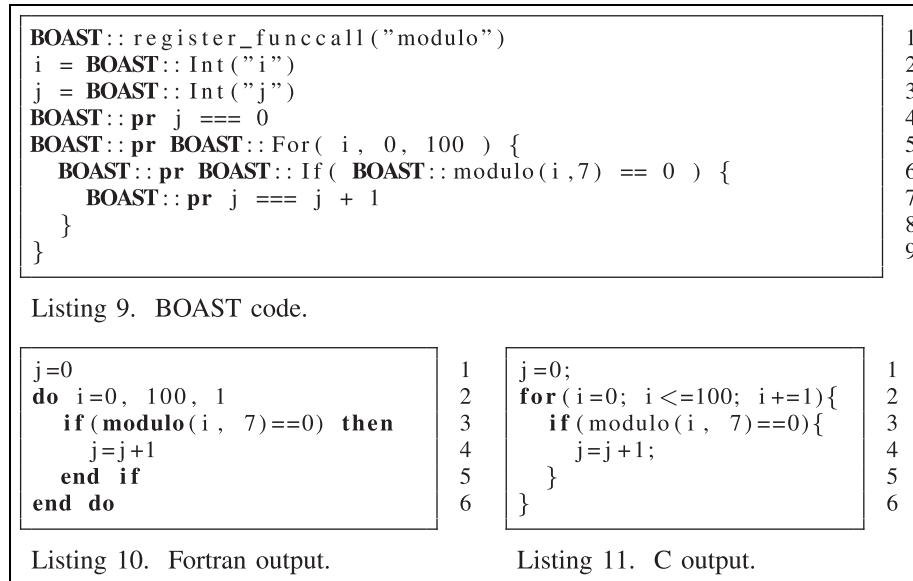 BOAST::register_funccall("modulo") 1
i = BOAST::Int("i") 2
j = BOAST::Int("j") 3
BOAST::pr j === 0 4
BOAST::pr BOAST::For( i, 0, 100 ) { 5
BOAST::pr BOAST::If( BOAST::modulo(i,7) == 0 ) { 6
BOAST::pr j === j + 1 7
} 8
} 9
Listing 9. BOAST code.
j=0 1
do i=0, 100, 1 2
if(modulo(i, 7)==0) then 3
j=j+1 4
end if 5
end do 6
Listing 10. Fortran output.
j=0; 1
for(i=0; i<=100; i+=1){ 2
if(modulo(i, 7)==0){ 3
j=j+1; 4
} 5
} 6
Listing 11. C output.